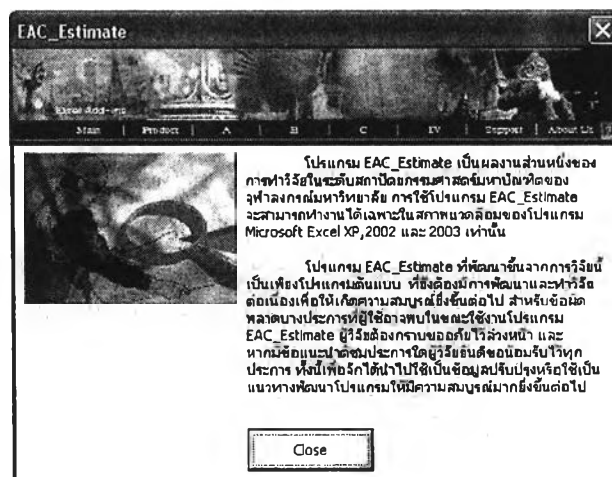 EAC_Estimate
Excel Add-ins
Main | Product | A | B | C | IV | Support | About Us
โปรแกรม EAC_Estimate เป็นผลงานส่วนหนึ่งของ
การทำวิจัยในระดับสถาปัตยกรรมศาสตร์มหาบัณฑิตของ
จุฬาลงกรณ์มหาวิทยาลัย การใช้โปรแกรม EAC_Estimate
จะสามารถทำงานได้เฉพาะในสภาพแวดล้อมของโปรแกรม
Microsoft Excel XP,2002 และ 2003 เท่านั้น
โปรแกรม EAC_Estimate ที่พัฒนาขึ้นจากการวิจัยนี้
เป็นเพียงโปรแกรมต้นแบบ ที่ยังต้องมีการพัฒนาและทำวิจัย
ต่อเนื่องเพื่อให้เกิดความสมบูรณ์ยิ่งขึ้นต่อไป สำหรับข้อผิด
พลาดบางประการที่ผู้ใช้อาจพบในขณะใช้งานโปรแกรม
EAC_Estimate ผู้วิจัยต้องกราบขออภัยไว้ล่วงหน้า และ
หากมีข้อแนะนำติชมประการใดผู้วิจัยยินดีขอน้อมรับไว้ทุก
ประการ ทั้งนี้เพื่อจักได้นำไปใช้เป็นข้อมูลปรับปรุงหรือใช้เป็น
แนวทางพัฒนาโปรแกรมให้มีความสมบูรณ์มากยิ่งขึ้นต่อไป
Close